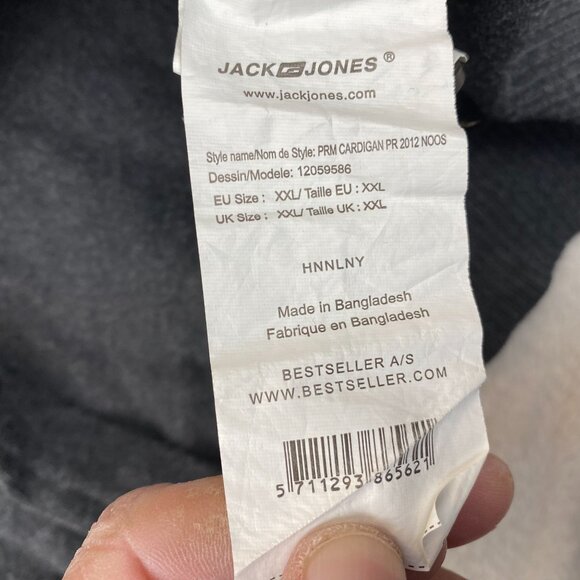 JACK JONES ®
www.jackjones.com
Style name/Nom de Style: PRM CARDIGAN PR 2012 NOOS
Dessin/Modele: 12059586
EU Size : XXL/ Taille EU : XXL
UK Size : XXL/ Taille UK : XXL
HNNLNY
Made in Bangladesh
Fabrique en Bangladesh
BESTSELLER A/S
WWW.BESTSELLER.COM
5 711293 865621